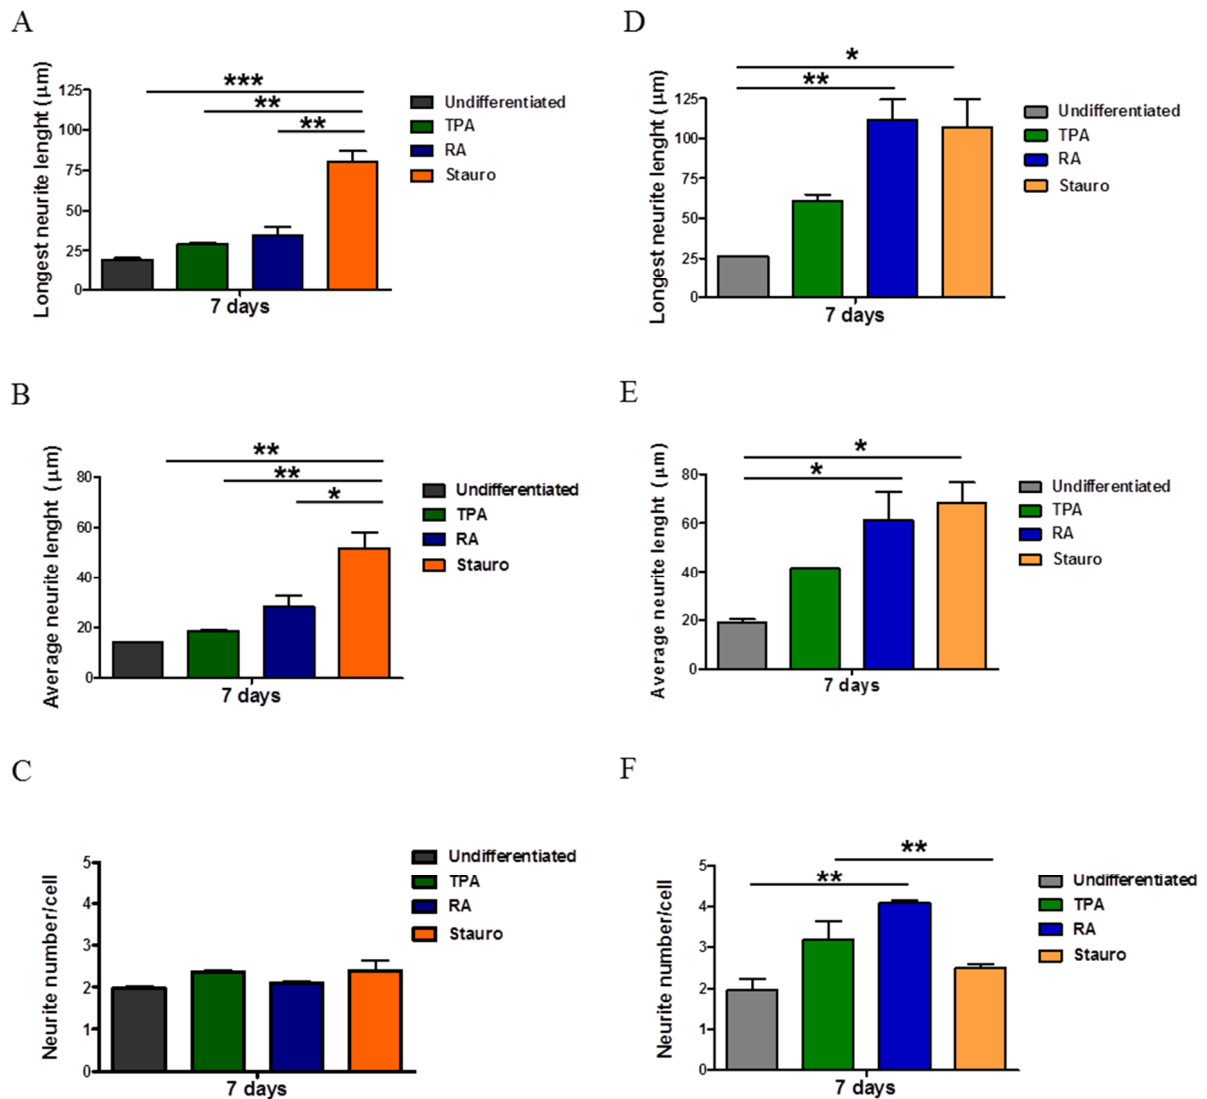 A
Longest neurite lenght (μm)
125
100
75
50
25
0
***
**
**
7 days
Undifferentiated
TPA
RA
Stauro
D
Longest neurite lenght ( μm)
125
100
75
50
25
0
*
**
7 days
Undifferentiated
TPA
RA
Stauro
B
Average neurite lenght ( μm)
80
60
40
20
0
**
**
*
7 days
Undifferentiated
TPA
RA
Stauro
E
Average neurite lenght ( μm)
80
60
40
20
0
*
*
7 days
Undifferentiated
TPA
RA
Stauro
C
Neurite number/cell
5
4
3
2
1
0
7 days
Undifferentiated
TPA
RA
Stauro
F
Neurite number/cell
5
4
3
2
1
0
**
**
7 days
Undifferentiated
TPA
RA
Stauro